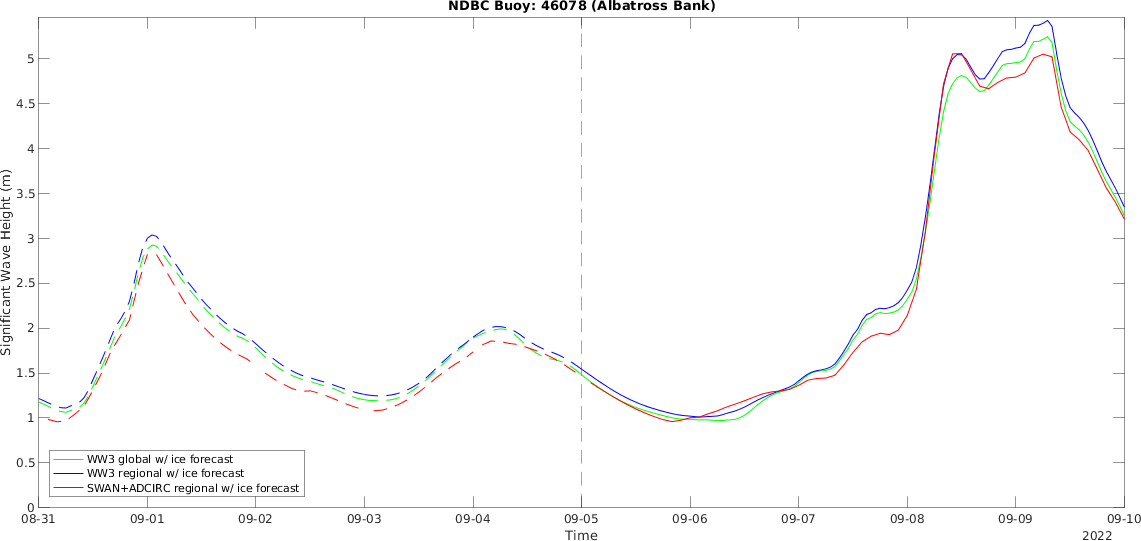 NDBC Buoy: 46078 (Albatross Bank)
5
4.5
4
3.5
3
2.5
2
1.5
1
0.5
0
Significant Wave Height (m)
WW3 global w/ ice forecast
WW3 regional w/ ice forecast
SWAN+ADCIRC regional w/ ice forecast
08-31 09-01 09-02 09-03 09-04 09-05 09-06 09-07 09-08 09-09 09-10
Time
2022